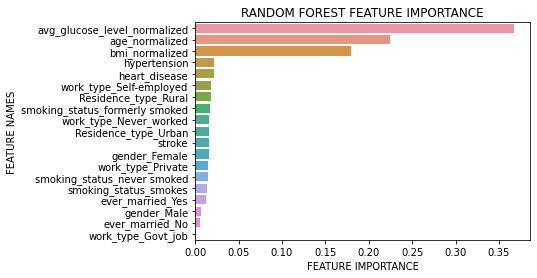 RANDOM FOREST FEATURE IMPORTANCE
FEATURE NAMES
avg_glucose_level_normalized
age_normalized
bmi_normalized
hypertension
heart_disease
work_type_Self-employed
Residence_type_Rural
smoking_status_formerly smoked
work_type_Never_worked
Residence_type_Urban
stroke
gender_Female
work_type_Private
smoking_status_never smoked
smoking_status_smokes
ever_married_Yes
gender_Male
ever_married_No
work_type_Govt_job
0.00 0.05 0.10 0.15 0.20 0.25 0.30 0.35
FEATURE IMPORTANCE